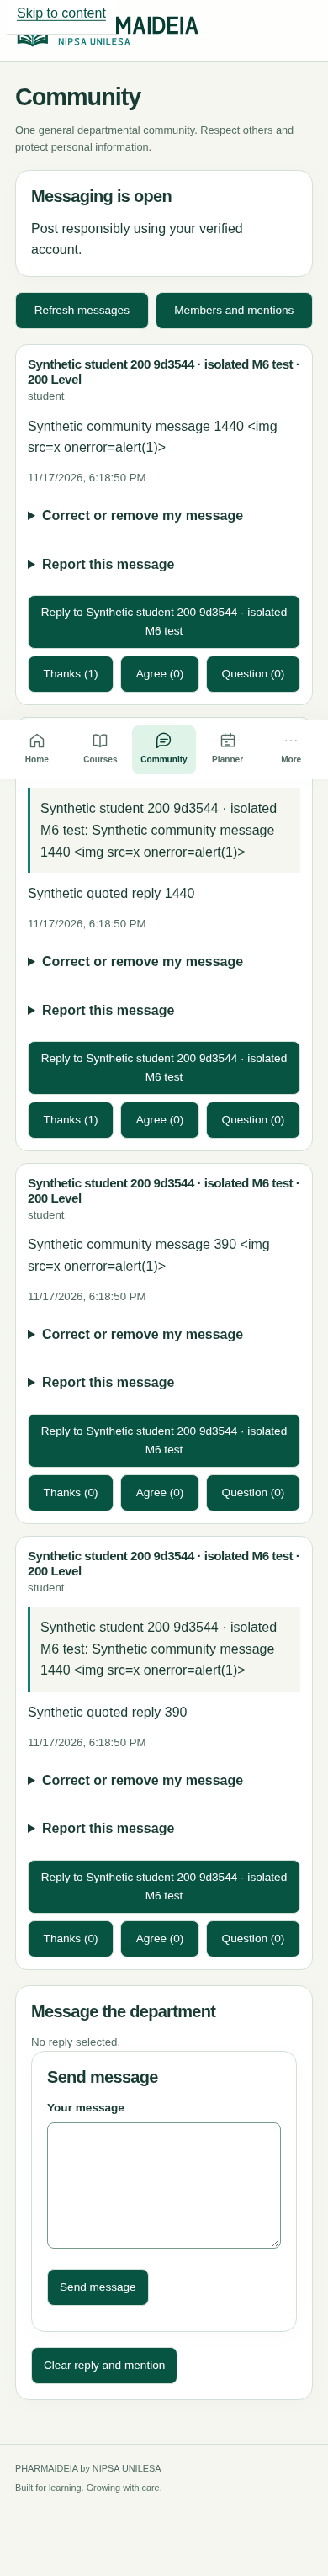 Skip to content
MAIDEIA
NIPSA UNILESA
Community
One general departmental community. Respect others and
protect personal information.
Messaging is open
Post responsibly using your verified
account.
Refresh messages
Members and mentions
Synthetic student 200 9d3544 · isolated M6 test ·
200 Level
student
Synthetic community message 1440 <img
src=x onerror=alert(1)>
11/17/2026, 6:18:50 PM
Correct or remove my message
Report this message
Reply to Synthetic student 200 9d3544 · isolated
M6 test
Thanks (1)
Agree (0)
Question (0)
Home
Courses
Community
Planner
More
Synthetic student 200 9d3544 · isolated
M6 test: Synthetic community message
1440 <img src=x onerror=alert(1)>
Synthetic quoted reply 1440
11/17/2026, 6:18:50 PM
Correct or remove my message
Report this message
Reply to Synthetic student 200 9d3544 · isolated
M6 test
Thanks (1)
Agree (0)
Question (0)
Synthetic student 200 9d3544 · isolated M6 test ·
200 Level
student
Synthetic community message 390 <img
src=x onerror=alert(1)>
11/17/2026, 6:18:50 PM
Correct or remove my message
Report this message
Reply to Synthetic student 200 9d3544 · isolated
M6 test
Thanks (0)
Agree (0)
Question (0)
Synthetic student 200 9d3544 · isolated M6 test ·
200 Level
student
Synthetic student 200 9d3544 · isolated
M6 test: Synthetic community message
1440 <img src=x onerror=alert(1)>
Synthetic quoted reply 390
11/17/2026, 6:18:50 PM
Correct or remove my message
Report this message
Reply to Synthetic student 200 9d3544 · isolated
M6 test
Thanks (0)
Agree (0)
Question (0)
Message the department
No reply selected.
Send message
Your message
Send message
Clear reply and mention
PHARMAIDEIA by NIPSA UNILESA
Built for learning. Growing with care.